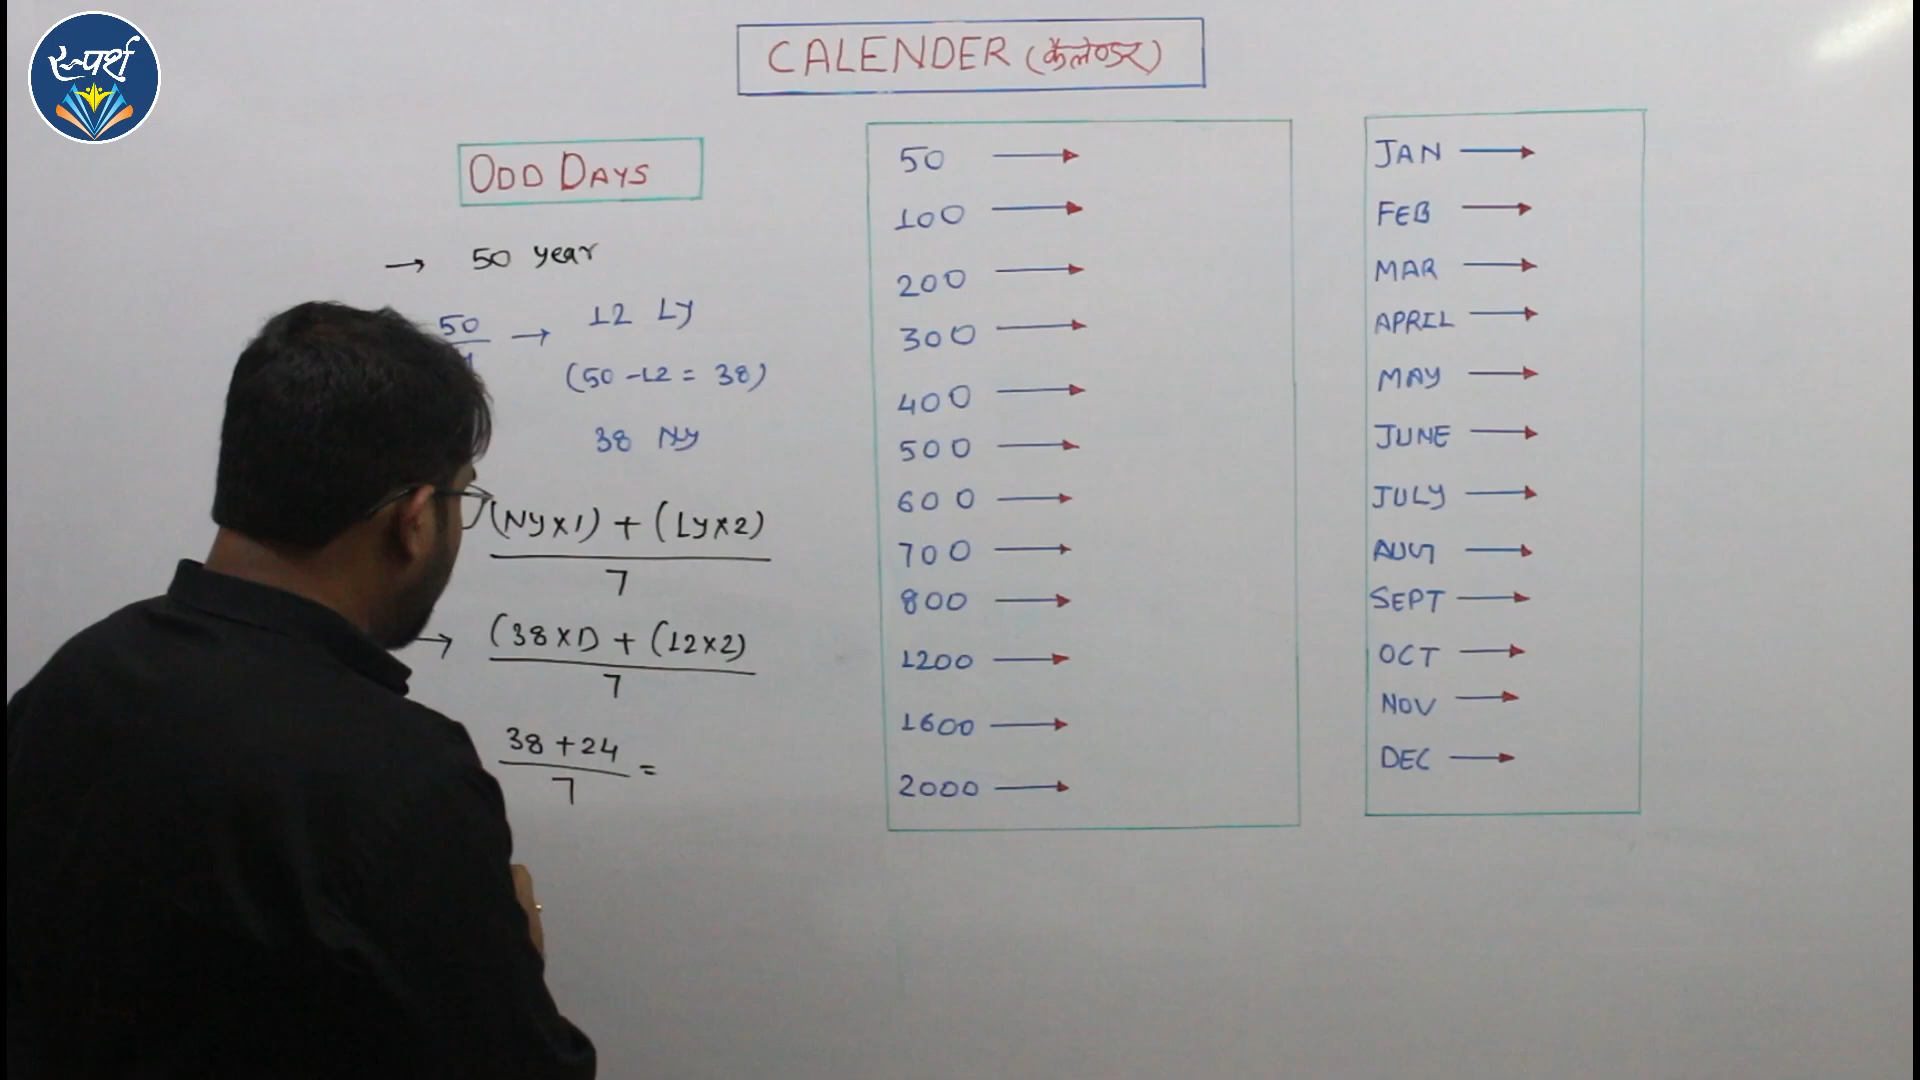 स्पर्श
CALENDER (कैलेण्डर)
ODD DAYS
→ 50 year
50 → 12 Ly
(50-12 = 38)
38 Ny
(Ny×1) + (Ly×2)
7
→ (38×1) + (12×2)
7
38+24 =
7
50 →
100 →
200 →
300 →
400 →
500 →
600 →
700 →
800 →
1200 →
1600 →
2000 →
JAN →
FEB →
MAR →
APRIL →
MAY →
JUNE →
JULY →
AUG →
SEPT →
OCT →
NOV →
DEC →